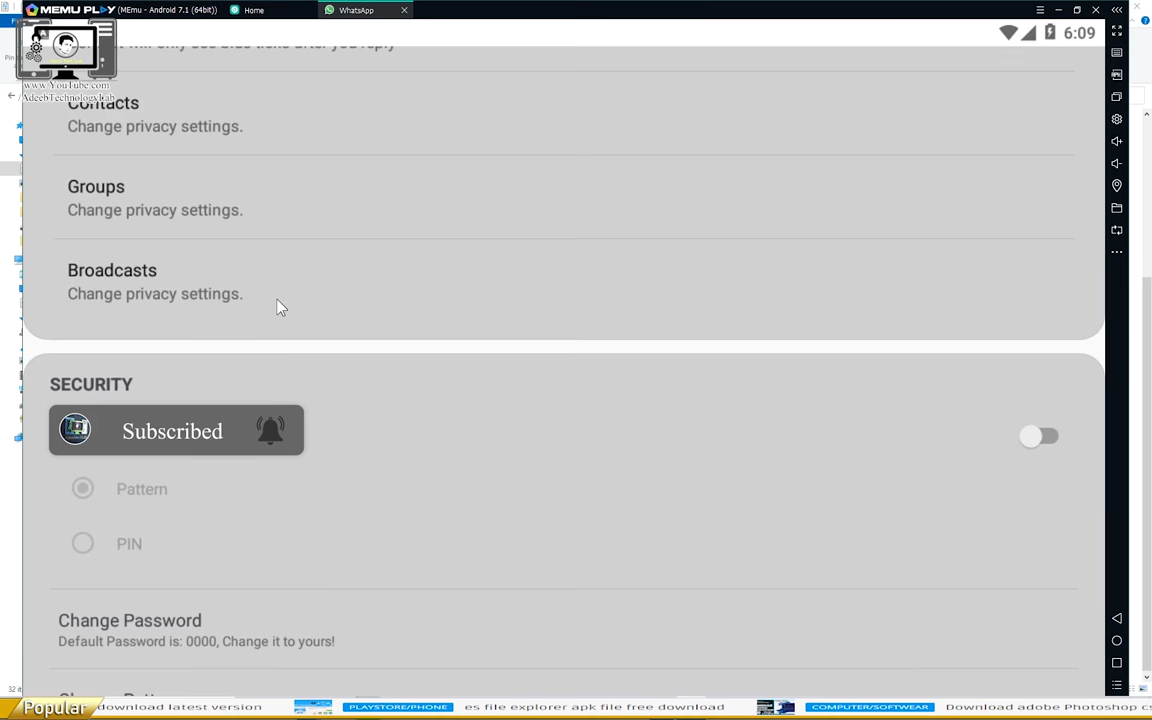 MEMU PLAY (MEmu - Android 7.1 (64bit))
Home
WhatsApp
6:09
www.YouTube.com
/AdeebTechnologyLab
Contacts
Change privacy settings.
Groups
Change privacy settings.
Broadcasts
Change privacy settings.
SECURITY
Subscribed
Pattern
PIN
Change Password
Default Password is: 0000, Change it to yours!
Popular
download latest version
PLAYSTORE/PHONE
es file explorer apk file free download
COMPUTER/SOFTWEAR
Download adobe Photoshop cs